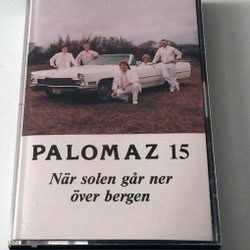 PALOMAZ 15
När solen går ner
över bergen